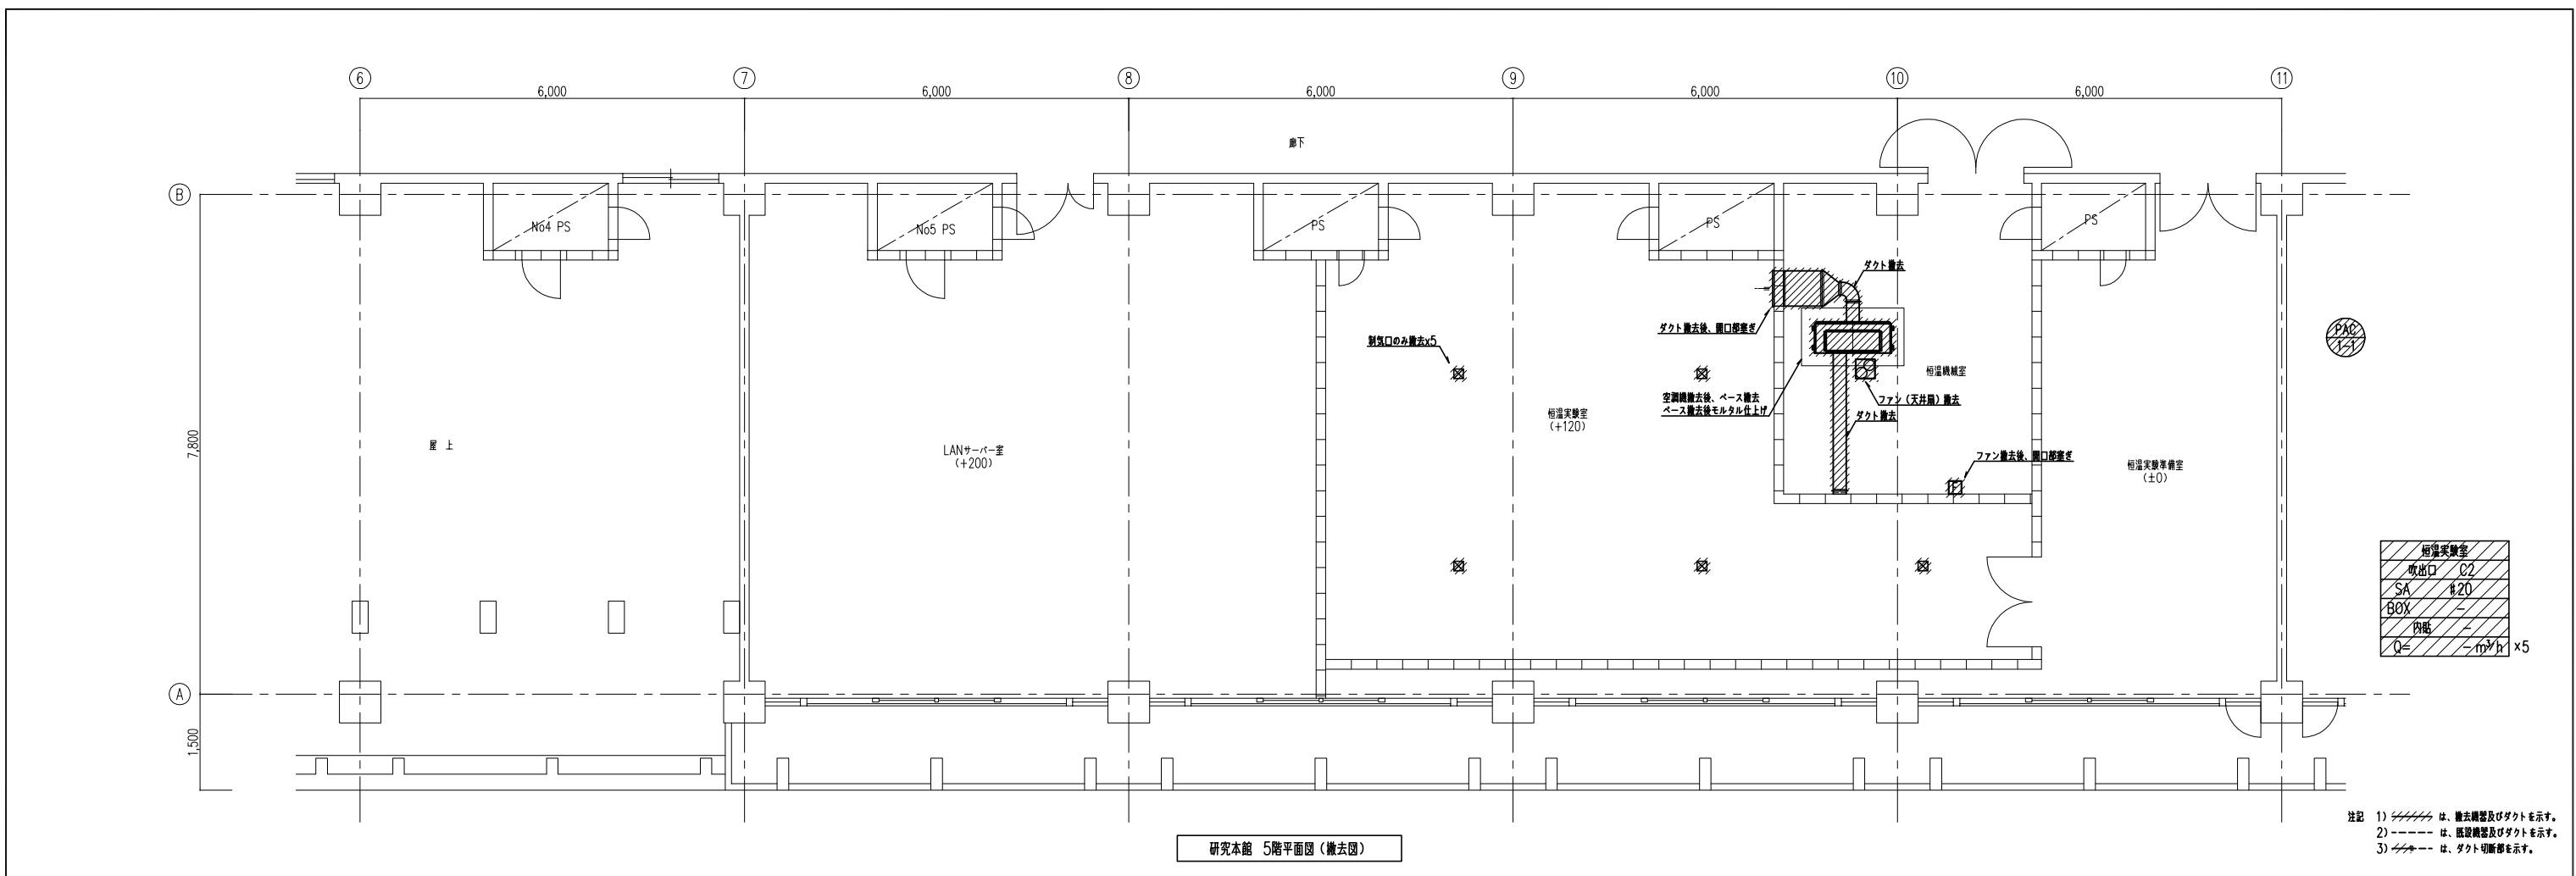 6
7
8
9
10
11
6,000
6,000
6,000
6,000
6,000
廊下
B
No4 PS
No5 PS
PS
PS
PS
ダクト撤去
ダクト撤去後、開口部塞ぎ
制気口のみ撤去x5
PAC
1-1
恒温機械室
空調機撤去後、ベース撤去
ベース撤去後モルタル仕上げ
ファン（天井扇）撤去
ダクト撤去
恒温実験室
(+120)
7,800
屋 上
LANサーバー室
(+200)
ファン撤去後、開口部塞ぎ
恒温実験準備室
(±0)
F
恒温実験室
吹出口 C2
SA #20
BOX -
内貼 -
Q= - m³/h x5
A
1,500
研究本館 5階平面図（撤去図）
注記 1) は、撤去機器及びダクトを示す。
2) ----- は、既設機器及びダクトを示す。
3) は、ダクト切断部を示す。